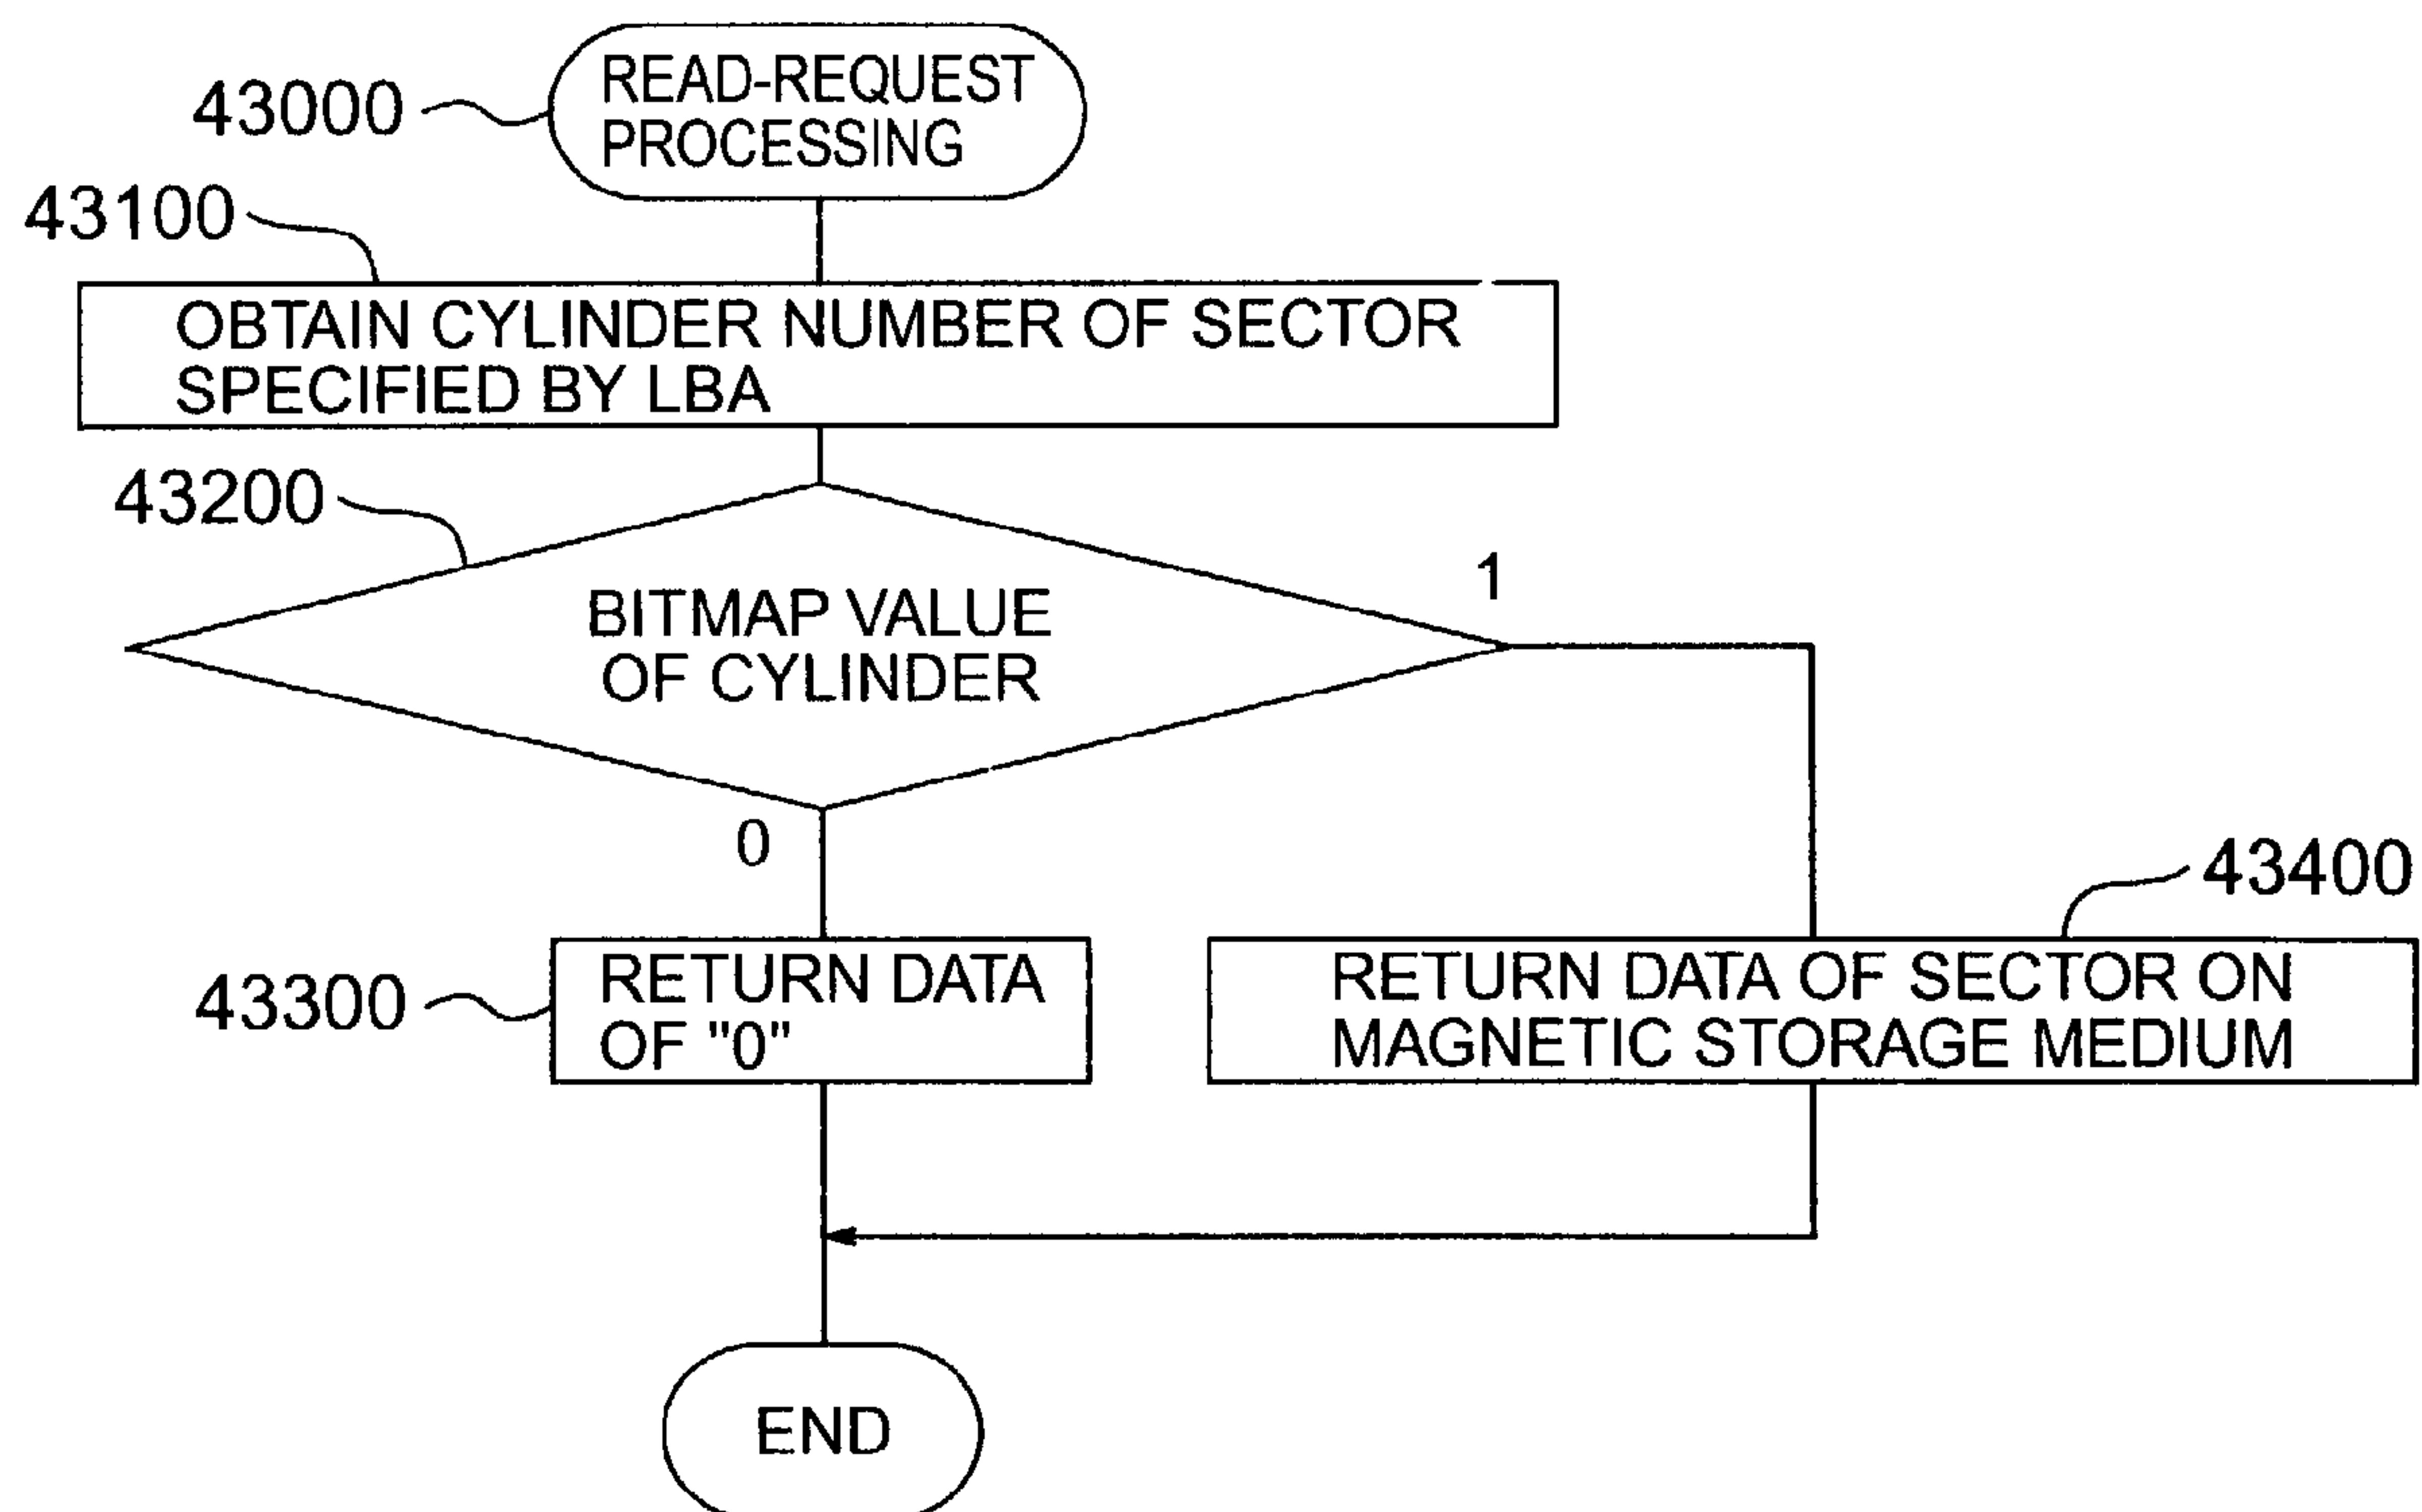 43000
READ-REQUEST
PROCESSING
43100
OBTAIN CYLINDER NUMBER OF SECTOR
SPECIFIED BY LBA
43200
BITMAP VALUE
OF CYLINDER
1
0
43300
RETURN DATA
OF "0"
43400
RETURN DATA OF SECTOR ON
MAGNETIC STORAGE MEDIUM
END